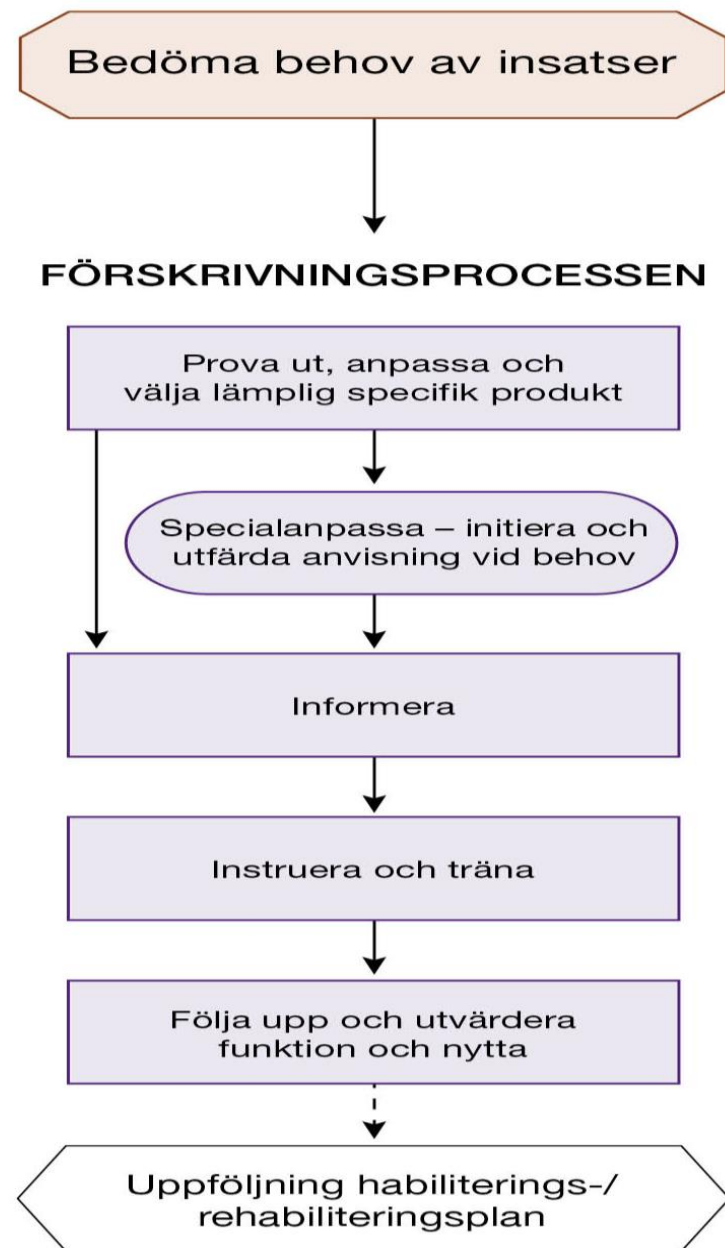 Bedöma behov av insatser
FÖRSKRIVNINGSPROCESSEN
Prova ut, anpassa och
välja lämplig specifik produkt
Specialanpassa – initiera och
utfärda anvisning vid behov
Informera
Instruera och träna
Följa upp och utvärdera
funktion och nytta
Uppföljning habiliterings-/
rehabiliteringsplan